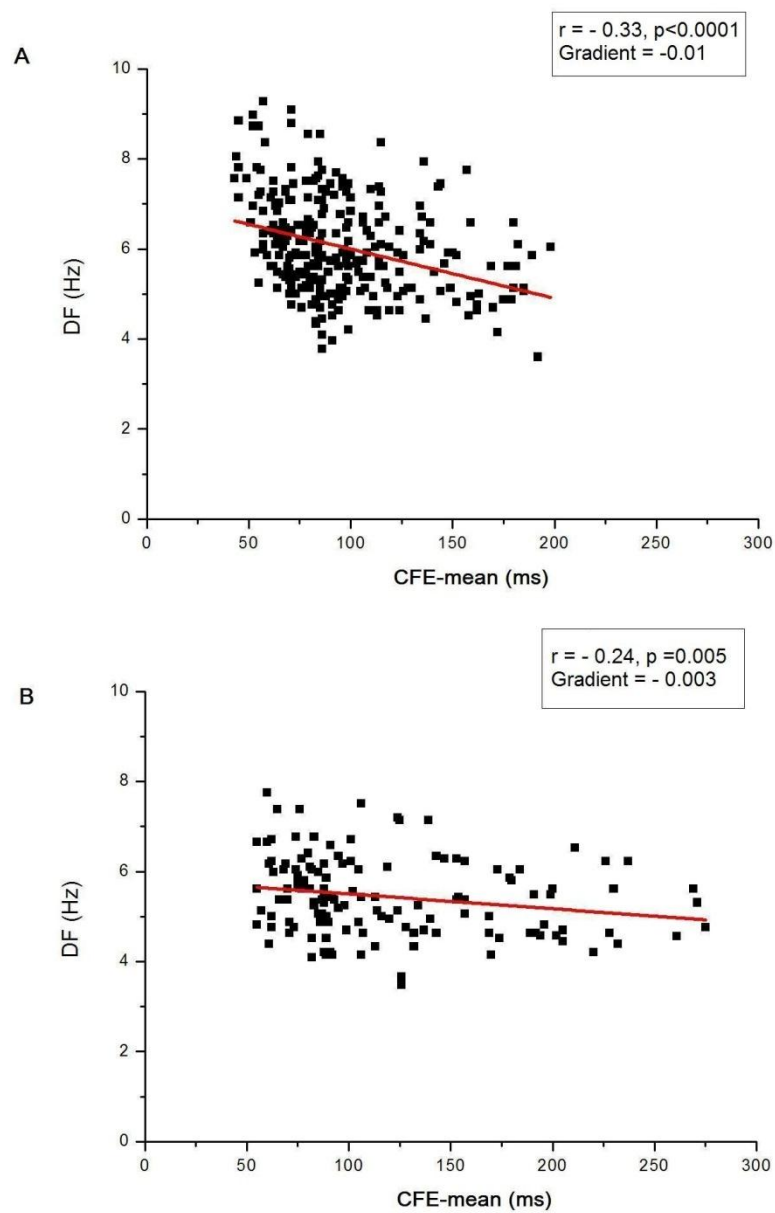 r = - 0.33, p<0.0001
Gradient = -0.01
A
10
8
6
4
2
0
DF (Hz)
0 50 100 150 200 250 300
CFE-mean (ms)
r = - 0.24, p =0.005
Gradient = - 0.003
B
10
8
6
4
2
0
DF (Hz)
0 50 100 150 200 250 300
CFE-mean (ms)